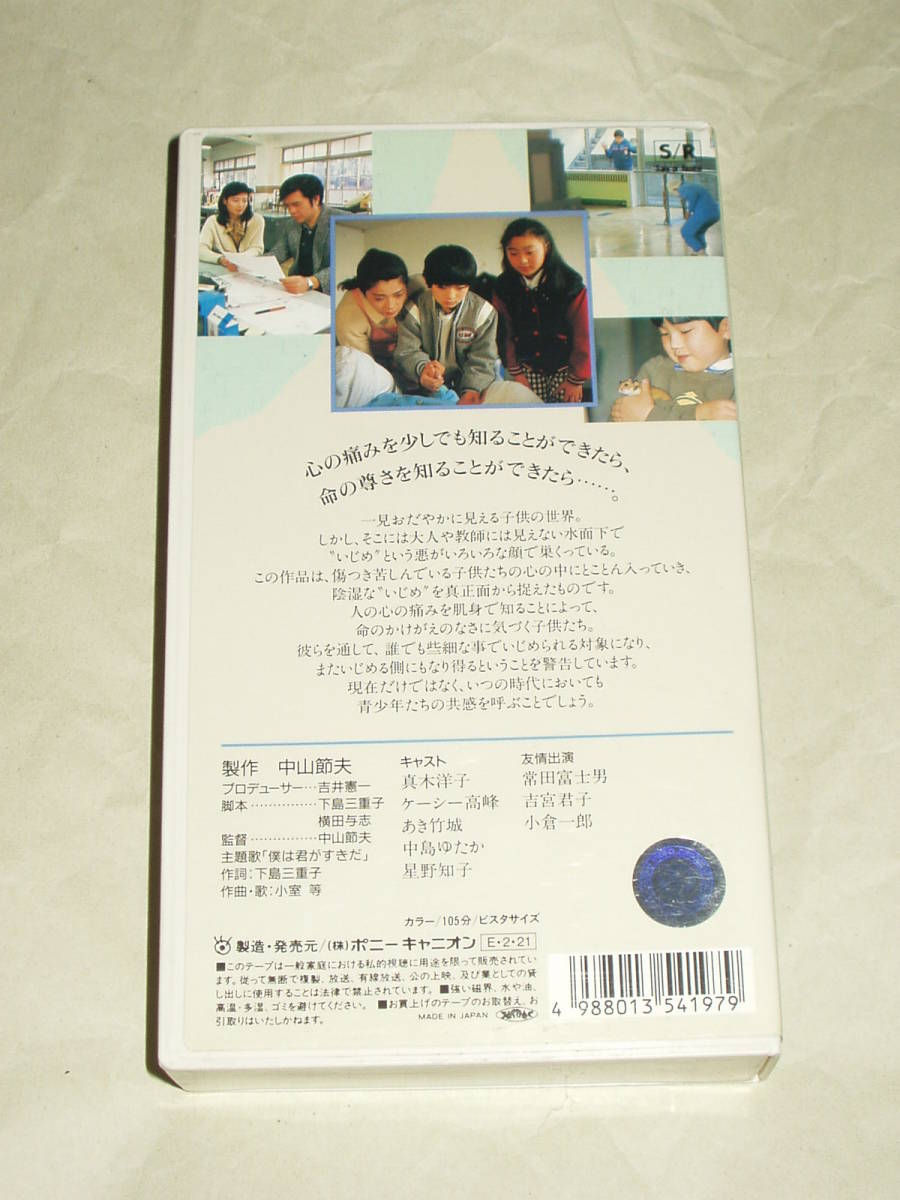 S/R
心の痛みを少しでも知ることができたら、
命の尊さを知ることができたら……。
一見おだやかに見える子供の世界。
しかし、そこには大人や教師には見えない水面下で
“いじめ”という悪がいろいろな顔で巣くっている。
この作品は、傷つき苦しんでいる子供たちの心の中にとことん入っていき、
陰湿な“いじめ”を真正面から捉えたものです。
人の心の痛みを肌身で知ることによって、
命のかけがえのなさに気づく子供たち。
彼らを通して、誰でも些細な事でいじめられる対象になり、
またいじめる側にもなり得るということを警告しています。
現在だけではなく、いつの時代においても
青少年たちの共感を呼ぶことでしょう。
製作 中山節夫
プロデューサー…吉井憲一
脚本……………下島三重子
横田与志
監督……………中山節夫
主題歌「僕は君がすきだ」
作詞：下島三重子
作曲・歌：小室 等
キャスト
真木洋子
ケーシー高峰
あき竹城
中島ゆたか
星野知子
友情出演
常田富士男
吉宮君子
小倉一郎
カラー/105分/ビスタサイズ
製造・発売元/(株)ポニーキャニオン E・2・21
■このテープは一般家庭における私的視聴に用途を限って販売されてい
ます。従って無断で複製、放送、有線放送、公の上映、及び業としての貸
し出しに使用することは法律で禁止されています。 ■強い磁界、水や油、
高温・多湿、ゴミを避けてください。 ■お買上げのテープのお取替え、お
引取りはいたしかねます。
MADE IN JAPAN
4 988013 541979